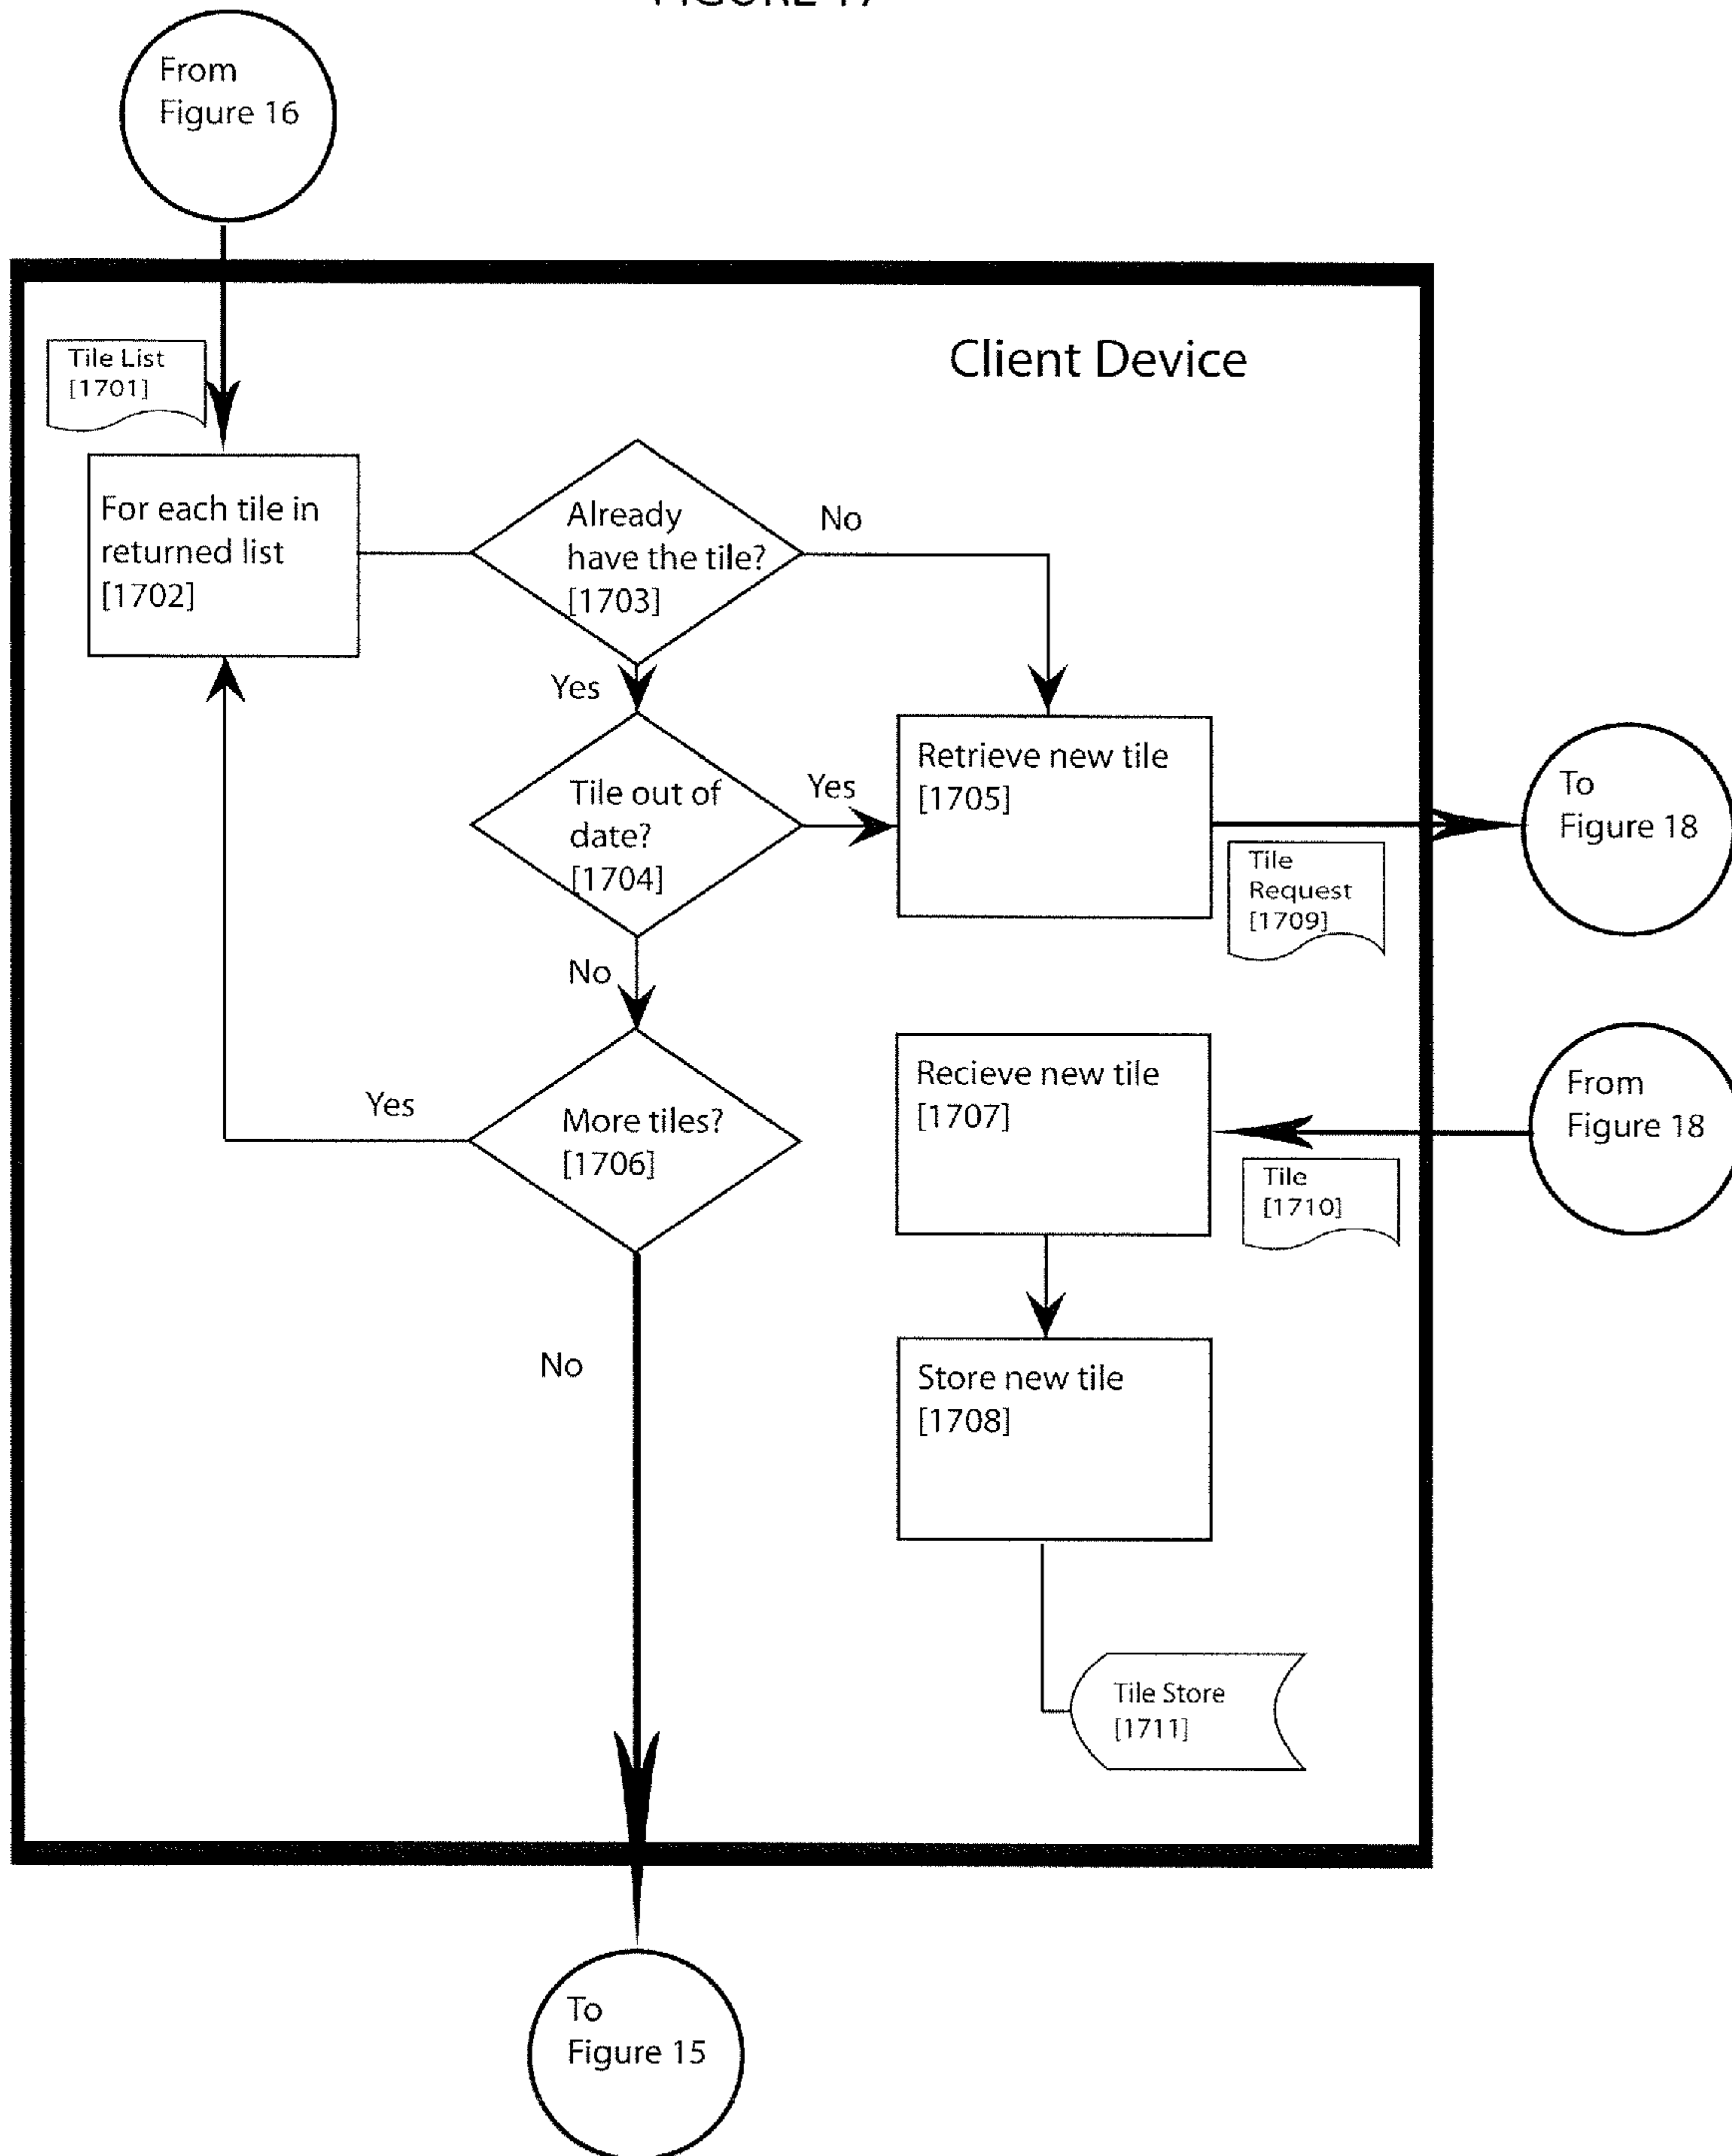 FIGURE 17
From
Figure 16
Client Device
Tile List
[1701]
For each tile in
returned list
[1702]
Already
have the tile?
[1703]
No
Yes
Tile out of
date?
[1704]
Yes
Retrieve new tile
[1705]
To
Figure 18
Tile
Request
[1709]
No
More tiles?
[1706]
Yes
Recieve new tile
[1707]
From
Figure 18
Tile
[1710]
No
Store new tile
[1708]
Tile Store
[1711]
To
Figure 15